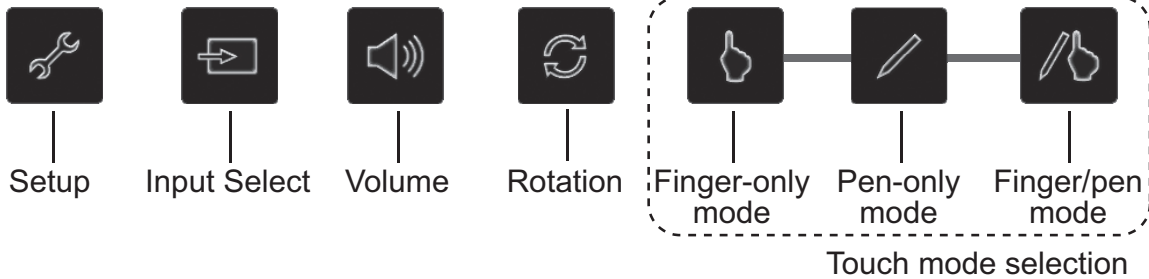 Setup
Input Select
Volume
Rotation
Finger-only
mode
Pen-only
mode
Finger/pen
mode
Touch mode selection